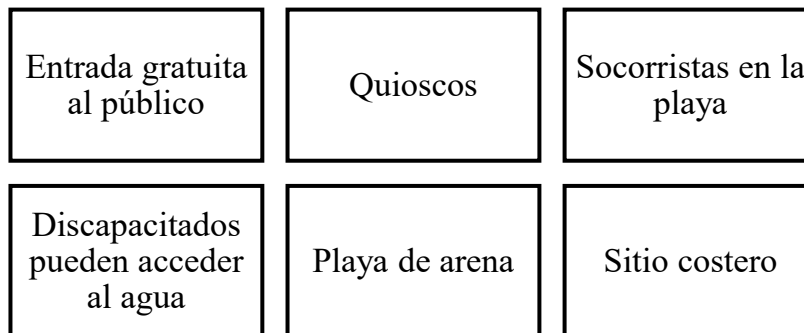 Entrada gratuita
al público
Quioscos
Socorristas en la
playa
Discapacitados
pueden acceder
al agua
Playa de arena
Sitio costero